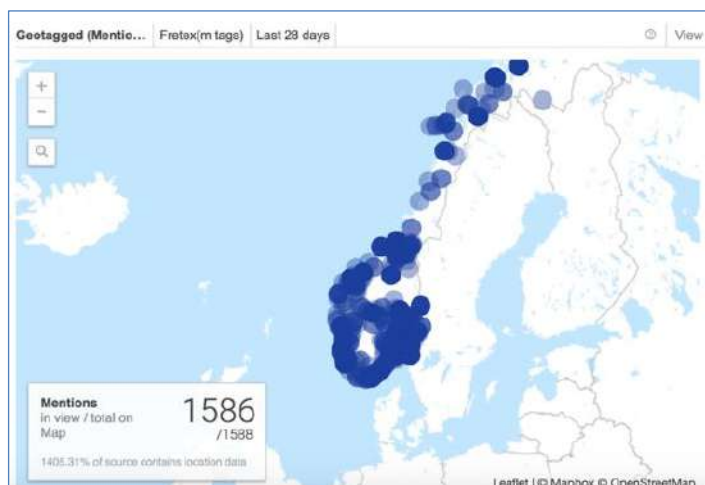 Geotagged (Mentio... Fretex(m tags) Last 28 days View
+
−
Mentions
in view / total on
Map
1586
/1588
1405.31% of source contains location data
Leaflet | © Mapbox © OpenStreetMap